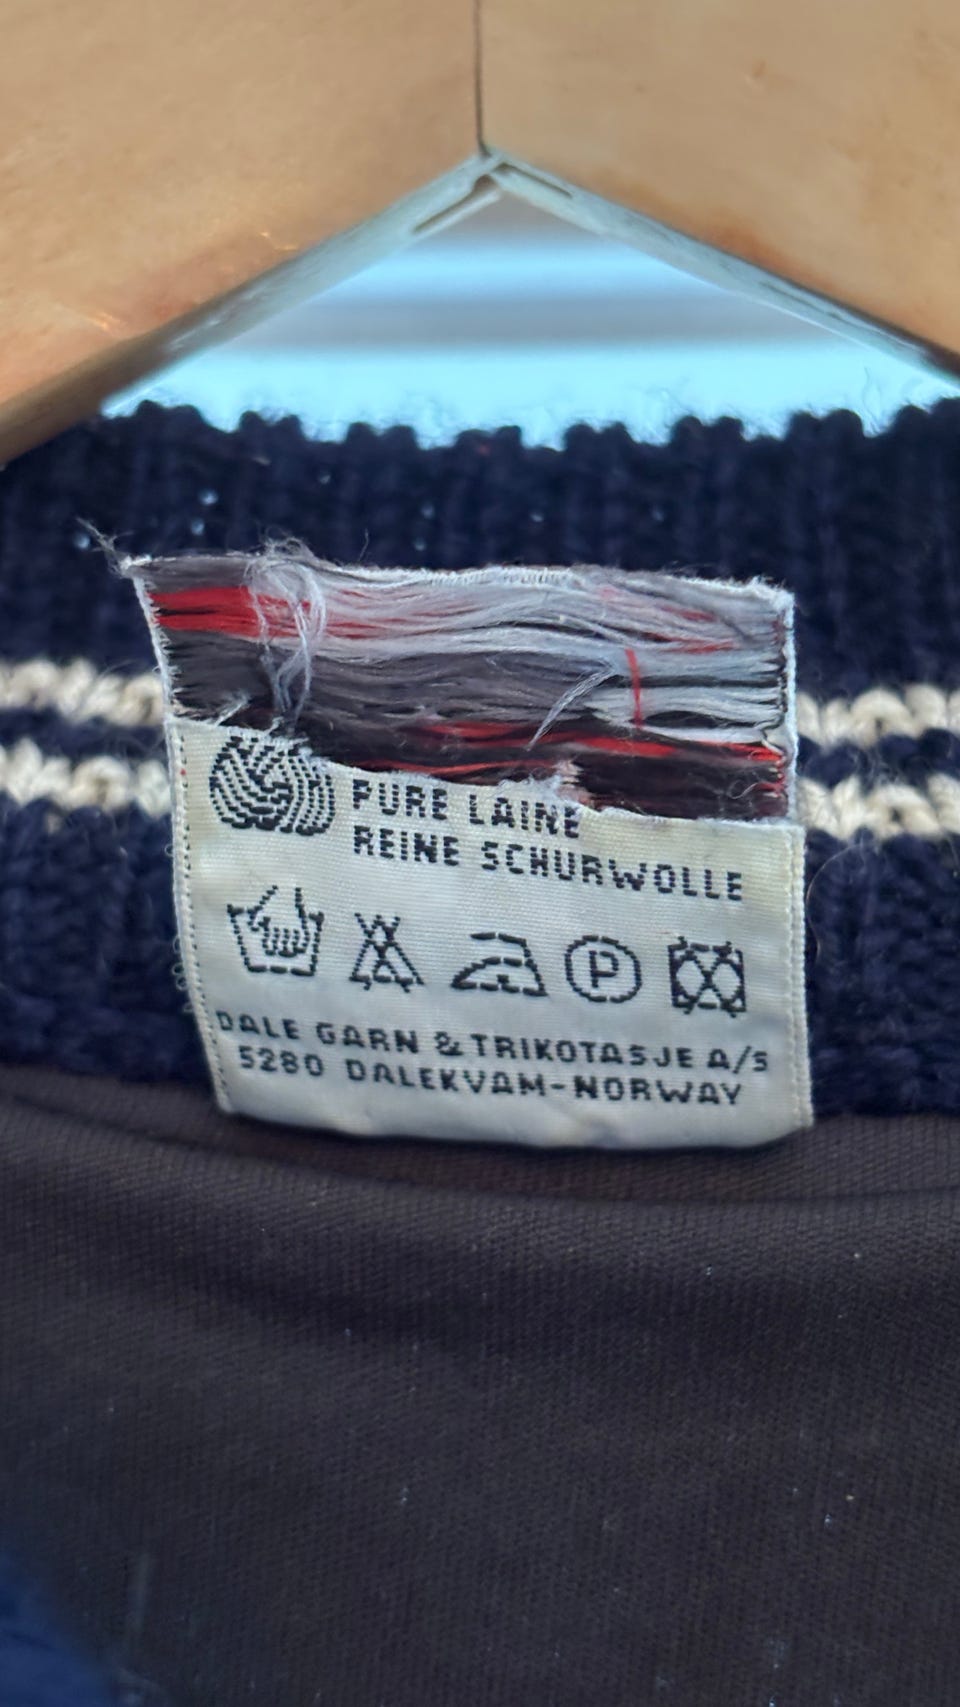 PURE LAINE
REINE SCHURWOLLE
P
DALE GARN & TRIKOTASJE A/S
5280 DALEKVAM-NORWAY